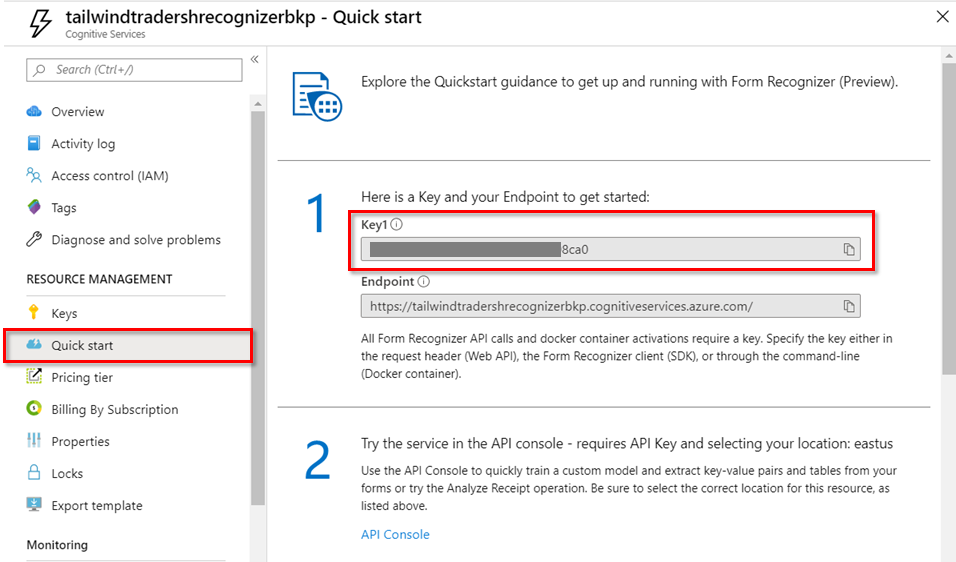 tailwindtradershrecognizerbkp - Quick start
Cognitive Services
Search (Ctrl+/)
Overview
Activity log
Access control (IAM)
Tags
Diagnose and solve problems
RESOURCE MANAGEMENT
Keys
Quick start
Pricing tier
Billing By Subscription
Properties
Locks
Export template
Monitoring
Explore the Quickstart guidance to get up and running with Form Recognizer (Preview).
1
Here is a Key and your Endpoint to get started:
Key1
8ca0
Endpoint
https://tailwindtradershrecognizerbkp.cognitiveservices.azure.com/
All Form Recognizer API calls and docker container activations require a key. Specify the key either in
the request header (Web API), the Form Recognizer client (SDK), or through the command-line
(Docker container).
2
Try the service in the API console - requires API Key and selecting your location: eastus
Use the API Console to quickly train a custom model and extract key-value pairs and tables from your
forms or try the Analyze Receipt operation. Be sure to select the correct location for this resource, as
listed above.
API Console